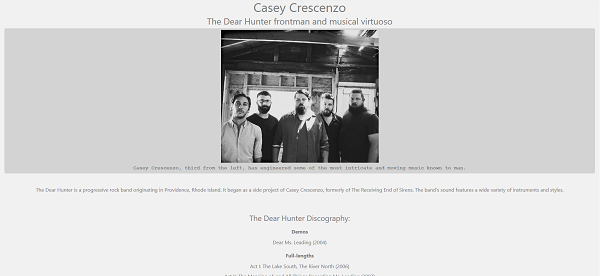 Casey Crescenzo
The Dear Hunter frontman and musical virtuoso
Casey Crescenzo, third from the left, has engineered some of the most intricate and moving music known to man.
The Dear Hunter is a progressive rock band originating in Providence, Rhode Island. It began as a side project of Casey Crescenzo, formerly of The Receiving End of Sirens. The band's sound features a wide variety of instruments and styles.
The Dear Hunter Discography:
Demos
Dear Ms. Leading (2004)
Full-lengths
Act I: The Lake South, The River North (2006)